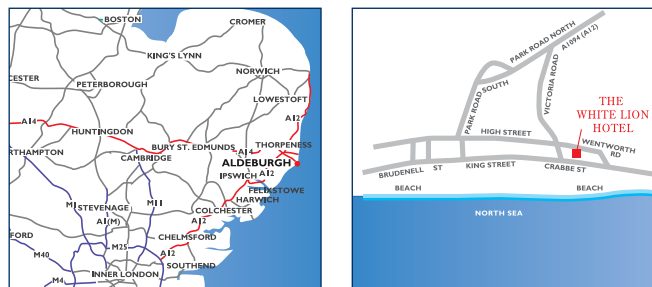 BOSTON
CROMER
KING'S LYNN
NORWICH
CESTER
PETERBOROUGH
LOWESTOFT
A14
A12
HUNTINGDON
THORPENESS
BURY ST. EDMUNDS
A14
RTHAMPTON
CAMBRIDGE
ALDEBURGH
IPSWICH
A12
FELIXSTOWE
M1
STEVENAGE
M11
HARWICH
COLCHESTER
A1(M)
A12
FORD
M25
CHELMSFORD
M40
A12
SOUTHEND
INNER LONDON
M4
PARK ROAD NORTH
A1094 (A12)
PARK ROAD SOUTH
VICTORIA ROAD
THE
WHITE LION
HOTEL
HIGH STREET
WENTWORTH
RD
BRUDENELL ST
KING STREET
CRABBE ST
BEACH
BEACH
NORTH SEA